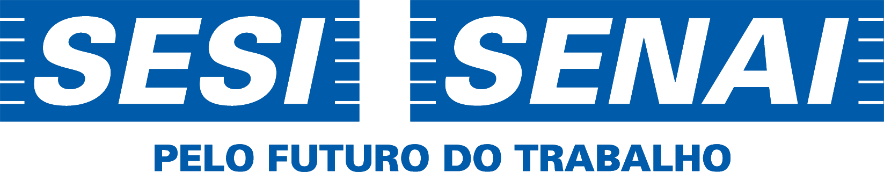 SESI SENAI
PELO FUTURO DO TRABALHO